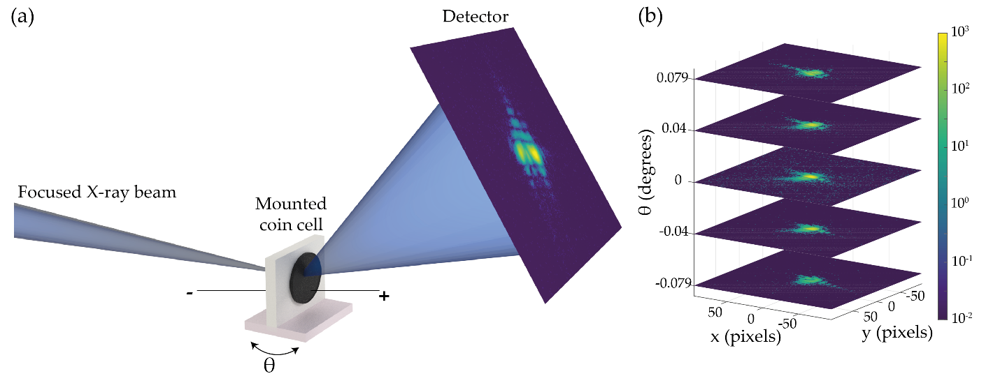 (a)
Detector
Focused X-ray beam
Mounted
coin cell
-
+
θ
(b)
0.079
0.04
0
-0.04
-0.079
θ (degrees)
50
0
-50
x (pixels)
50
0
-50
y (pixels)
10³
10²
10¹
10⁰
10⁻¹
10⁻²